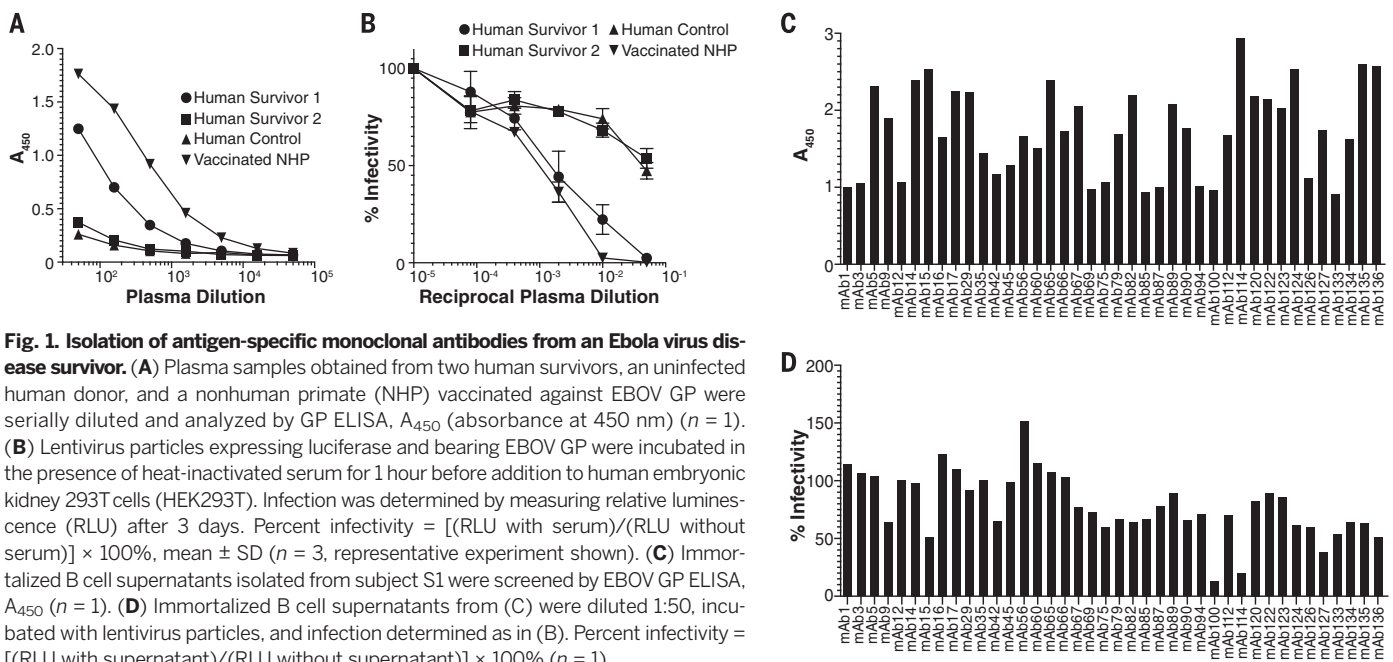 A
2.0
1.5
1.0
0.5
0
A450
10² 10³ 10⁴ 10⁵
Plasma Dilution
Human Survivor 1
Human Survivor 2
Human Control
Vaccinated NHP
B
Human Survivor 1 Human Control
Human Survivor 2 Vaccinated NHP
100
50
0
% Infectivity
10⁻⁵ 10⁻⁴ 10⁻³ 10⁻² 10⁻¹
Reciprocal Plasma Dilution
C
3
2
1
0
A450
mAb1 mAb3 mAb5 mAb9 mAb12 mAb14 mAb15 mAb16 mAb17 mAb29 mAb35 mAb42 mAb45 mAb56 mAb60 mAb65 mAb66 mAb67 mAb69 mAb75 mAb79 mAb82 mAb85 mAb87 mAb89 mAb90 mAb94 mAb100 mAb112 mAb114 mAb120 mAb122 mAb123 mAb124 mAb126 mAb127 mAb133 mAb134 mAb135 mAb136
Fig. 1. Isolation of antigen-specific monoclonal antibodies from an Ebola virus dis-
ease survivor. (A) Plasma samples obtained from two human survivors, an uninfected
human donor, and a nonhuman primate (NHP) vaccinated against EBOV GP were
serially diluted and analyzed by GP ELISA, A450 (absorbance at 450 nm) (n = 1).
(B) Lentivirus particles expressing luciferase and bearing EBOV GP were incubated in
the presence of heat-inactivated serum for 1 hour before addition to human embryonic
kidney 293T cells (HEK293T). Infection was determined by measuring relative lumines-
cence (RLU) after 3 days. Percent infectivity = [(RLU with serum)/(RLU without
serum)] × 100%, mean ± SD (n = 3, representative experiment shown). (C) Immor-
talized B cell supernatants isolated from subject S1 were screened by EBOV GP ELISA,
A450 (n = 1). (D) Immortalized B cell supernatants from (C) were diluted 1:50, incu-
bated with lentivirus particles, and infection determined as in (B). Percent infectivity =
[(RLU with supernatant)/(RLU without supernatant)] × 100% (n = 1).
D
200
150
100
50
0
% Infectivity
mAb1 mAb3 mAb5 mAb9 mAb12 mAb14 mAb15 mAb16 mAb17 mAb29 mAb35 mAb42 mAb45 mAb56 mAb60 mAb65 mAb66 mAb67 mAb69 mAb75 mAb79 mAb82 mAb85 mAb87 mAb89 mAb90 mAb94 mAb100 mAb112 mAb114 mAb120 mAb122 mAb123 mAb124 mAb126 mAb127 mAb133 mAb134 mAb135 mAb136